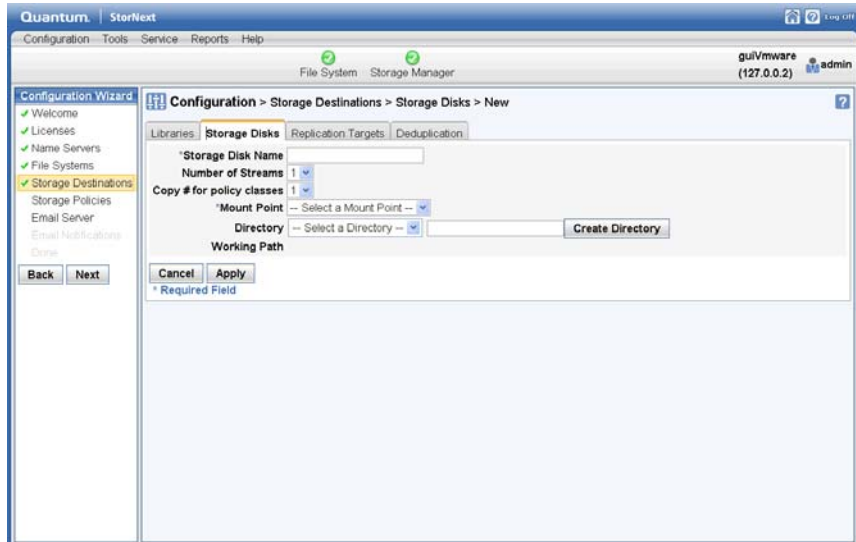 Quantum. StorNext
Log Off
Configuration Tools Service Reports Help
File System Storage Manager
guiVmware
(127.0.0.2)
admin
Configuration Wizard
Welcome
Licenses
Name Servers
File Systems
Storage Destinations
Storage Policies
Email Server
Email Notifications
Done
Back Next
Configuration > Storage Destinations > Storage Disks > New
?
Libraries Storage Disks Replication Targets Deduplication
*Storage Disk Name
Number of Streams 1
Copy # for policy classes 1
*Mount Point -- Select a Mount Point --
Directory -- Select a Directory -- Create Directory
Working Path
Cancel Apply
* Required Field